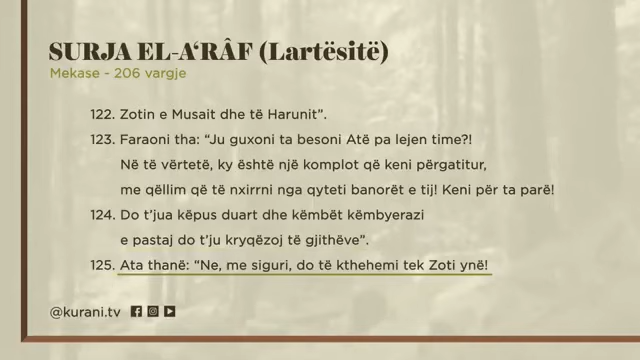 SURJA EL-A‘RÂF (Lartësitë)
Mekase - 206 vargje
122. Zotin e Musait dhe të Harunit”.
123. Faraoni tha: “Ju guxoni ta besoni Atë pa lejen time?!
Në të vërtetë, ky është një komplot që keni përgatitur,
me qëllim që të nxirrni nga qyteti banorët e tij! Keni për ta parë!
124. Do t’jua këpus duart dhe këmbët këmbyerazi
e pastaj do t’ju kryqëzoj të gjithëve”.
125. Ata thanë: “Ne, me siguri, do të kthehemi tek Zoti ynë!
@kurani.tv